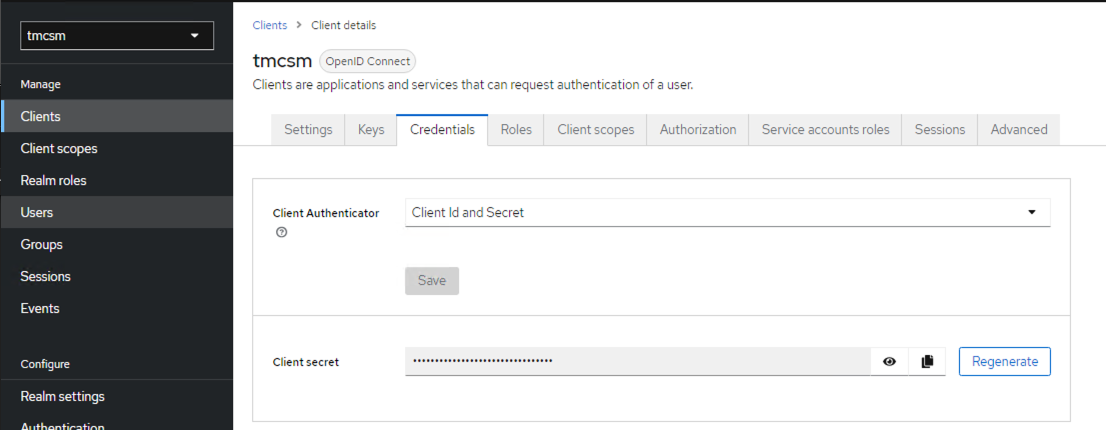 tmcsm
Manage
Clients
Client scopes
Realm roles
Users
Groups
Sessions
Events
Configure
Realm settings
Authentication
Clients > Client details
tmcsm OpenID Connect
Clients are applications and services that can request authentication of a user.
Settings Keys Credentials Roles Client scopes Authorization Service accounts roles Sessions Advanced
Client Authenticator Client Id and Secret
Save
Client secret ••••••••••••••••••••••••••••••••
Regenerate